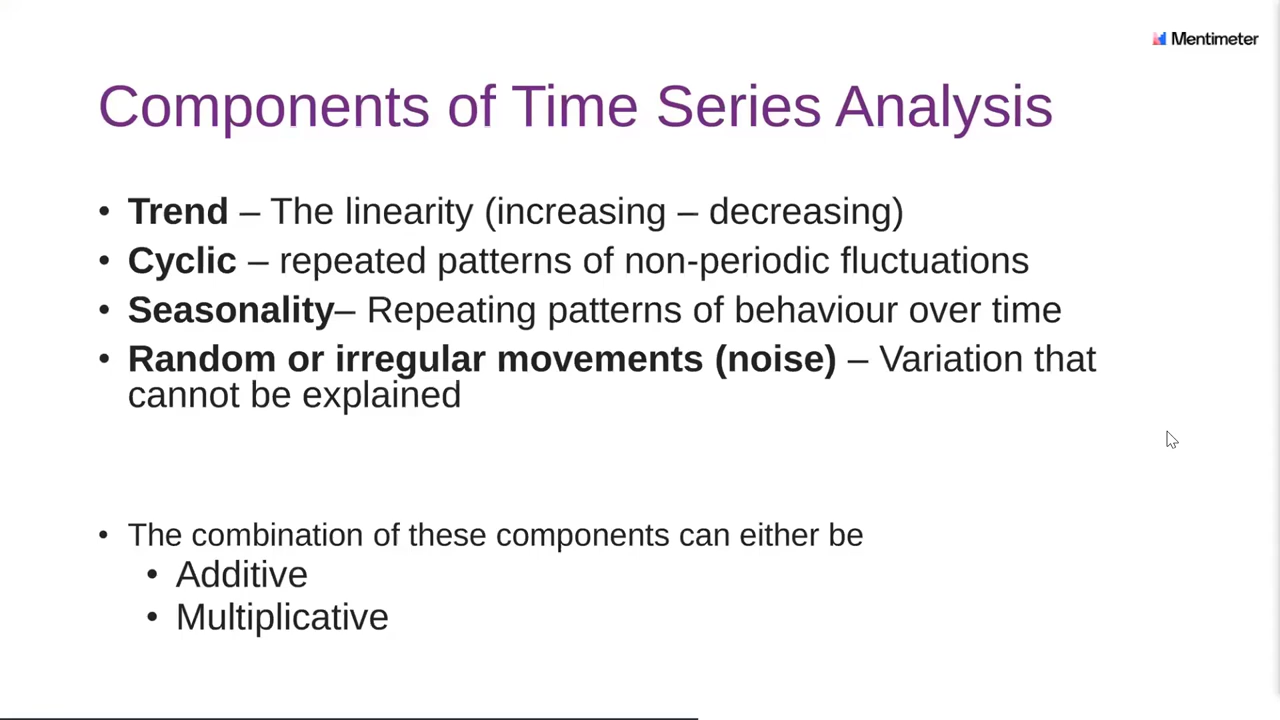 Mentimeter
Components of Time Series Analysis
• Trend – The linearity (increasing – decreasing)
• Cyclic – repeated patterns of non-periodic fluctuations
• Seasonality– Repeating patterns of behaviour over time
• Random or irregular movements (noise) – Variation that
cannot be explained
• The combination of these components can either be
• Additive
• Multiplicative